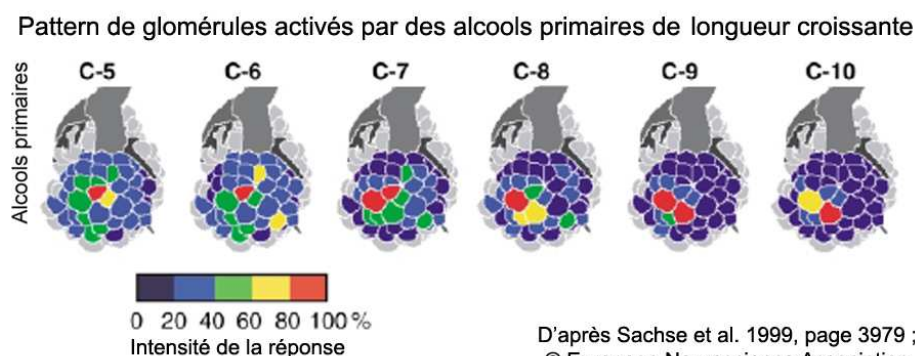 Pattern de glomérules activés par des alcools primaires de longueur croissante
C-5 C-6 C-7 C-8 C-9 C-10
Alcools primaires
0 20 40 60 80 100 %
Intensité de la réponse
D'après Sachse et al. 1999, page 3979 ;